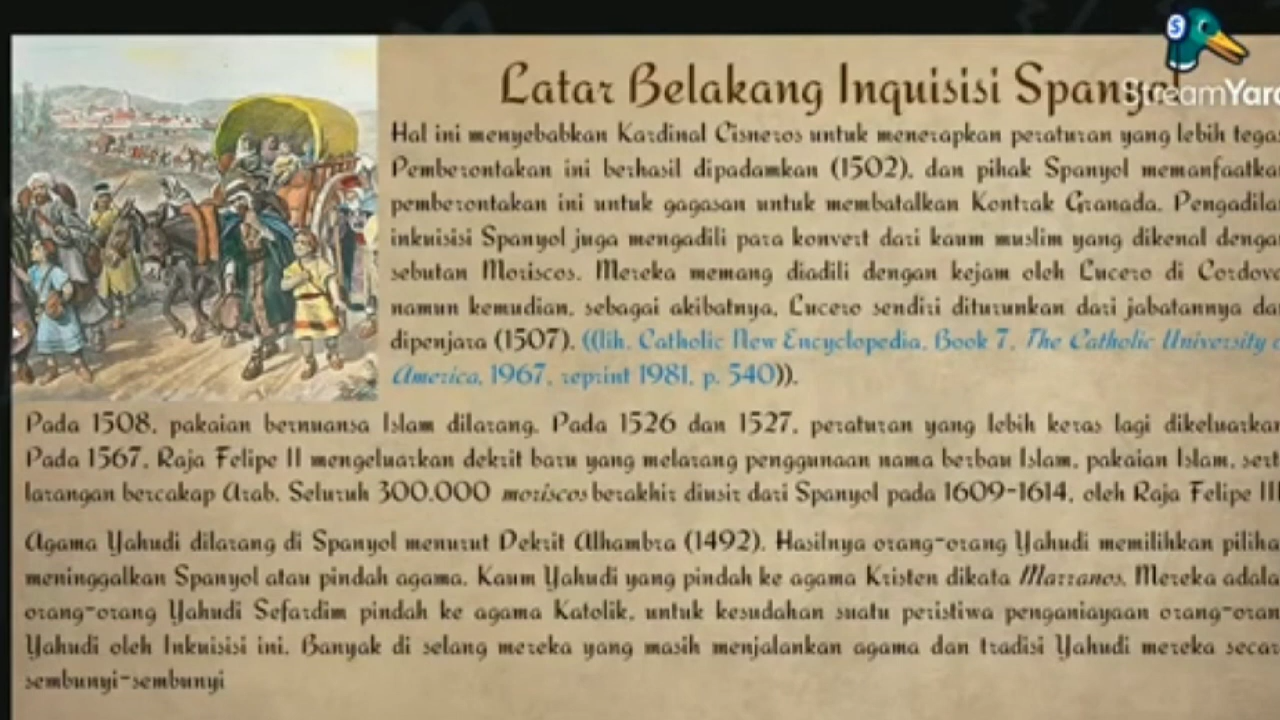 StreamYard
Latar Belakang Inquisisi Spanyol
Hal ini menyebabkan Kardinal Cisneros untuk menerapkan peraturan yang lebih tegas
Pemberontakan ini berhasil dipadamkan (1502), dan pihak Spanyol memanfaatkan
pemberontakan ini untuk gagasan untuk membatalkan Kontrak Granada. Pengadilan
inkuisisi Spanyol juga mengadili para konvert dari kaum muslim yang dikenal dengan
sebutan Moriscos. Mereka memang diadili dengan kejam oleh Lucero di Cordova
namun kemudian, sebagai akibatnya, Lucero sendiri diturunkan dari jabatannya dan
dipenjara (1507). ((lih. Catholic New Encyclopedia, Book 7, The Catholic University o
America, 1967, reprint 1981, p. 540)).
Pada 1508, pakaian bernuansa Islam dilarang. Pada 1526 dan 1527, peraturan yang lebih keras lagi dikeluarkan
Pada 1567, Raja Felipe II mengeluarkan dekrit baru yang melarang penggunaan nama berbau Islam, pakaian Islam, sert
larangan bercakap Arab. Seluruh 300.000 moriscos berakhir diusir dari Spanyol pada 1609-1614, oleh Raja Felipe III
Agama Yahudi dilarang di Spanyol menurut Dekrit Alhambra (1492). Hasilnya orang-orang Yahudi memilihkan piliha
meninggalkan Spanyol atau pindah agama. Kaum Yahudi yang pindah ke agama Kristen dikata Marranos. Mereka adala
orang-orang Yahudi Sefardim pindah ke agama Katolik, untuk kesudahan suatu peristiwa penganiayaan orang-oran
Yahudi oleh Inkuisisi ini. Banyak di selang mereka yang masih menjalankan agama dan tradisi Yahudi mereka secar
sembunyi-sembunyi